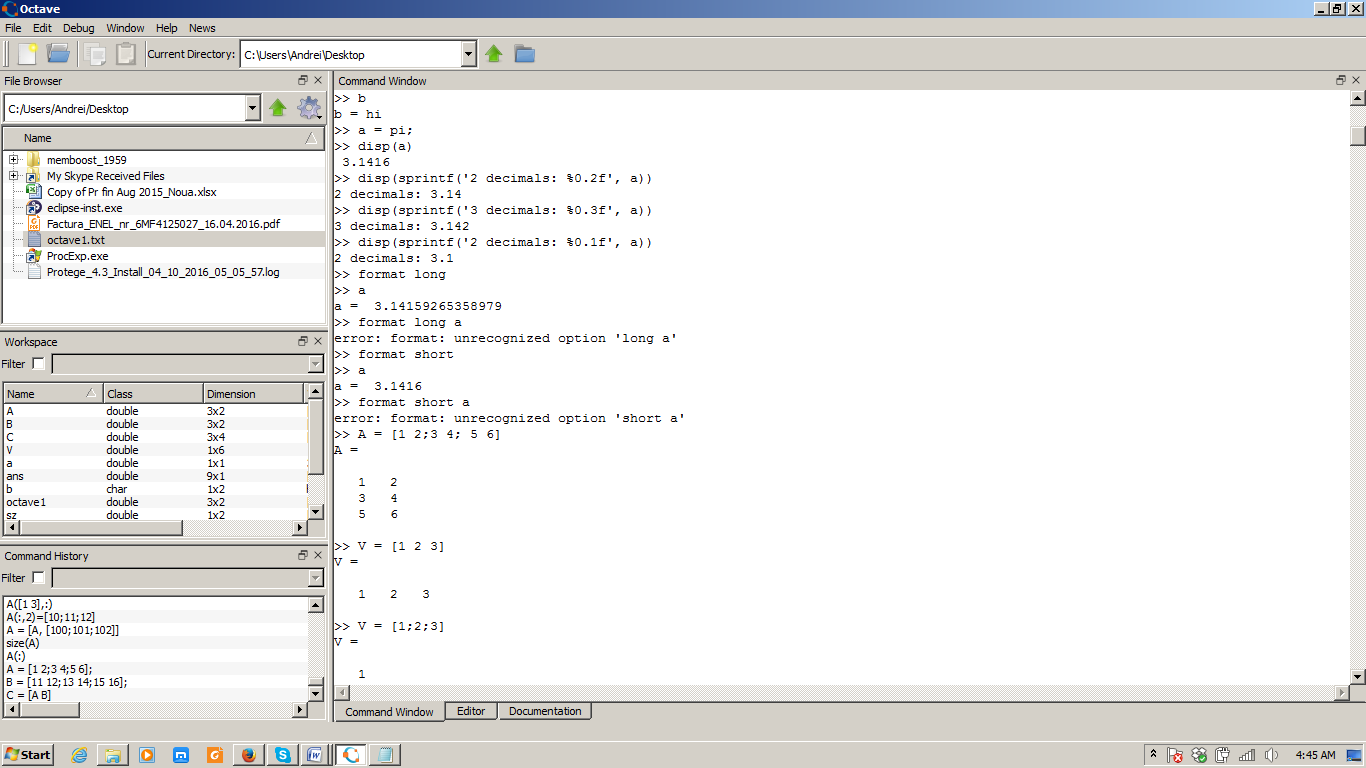 Octave
File Edit Debug Window Help News
Current Directory: C:\Users\Andrei\Desktop
File Browser
C:/Users/Andrei/Desktop
Name
memboost_1959
My Skype Received Files
Copy of Pr fin Aug 2015_Noua.xlsx
eclipse-inst.exe
Factura_ENEL_nr_6MF4125027_16.04.2016.pdf
octave1.txt
ProcExp.exe
Protege_4.3_Install_04_10_2016_05_05_57.log
Workspace
Filter
Name Class Dimension
A double 3x2
B double 3x2
C double 3x4
V double 1x6
a double 1x1
ans double 9x1
b char 1x2
octave1 double 3x2
sz double 1x2
Command History
Filter
A([1 3],:)
A(:,2)=[10;11;12]
A = [A, [100;101;102]]
size(A)
A(:)
A = [1 2;3 4;5 6];
B = [11 12;13 14;15 16];
C = [A B]
Command Window
>> b
b = hi
>> a = pi;
>> disp(a)
3.1416
>> disp(sprintf('2 decimals: %0.2f', a))
2 decimals: 3.14
>> disp(sprintf('3 decimals: %0.3f', a))
3 decimals: 3.142
>> disp(sprintf('2 decimals: %0.1f', a))
2 decimals: 3.1
>> format long
>> a
a =  3.14159265358979
>> format long a
error: format: unrecognized option 'long a'
>> format short
>> a
a =  3.1416
>> format short a
error: format: unrecognized option 'short a'
>> A = [1 2;3 4; 5 6]
A =
1   2
3   4
5   6
>> V = [1 2 3]
V =
1   2   3
>> V = [1;2;3]
V =
1
Command Window Editor Documentation
Start
4:45 AM